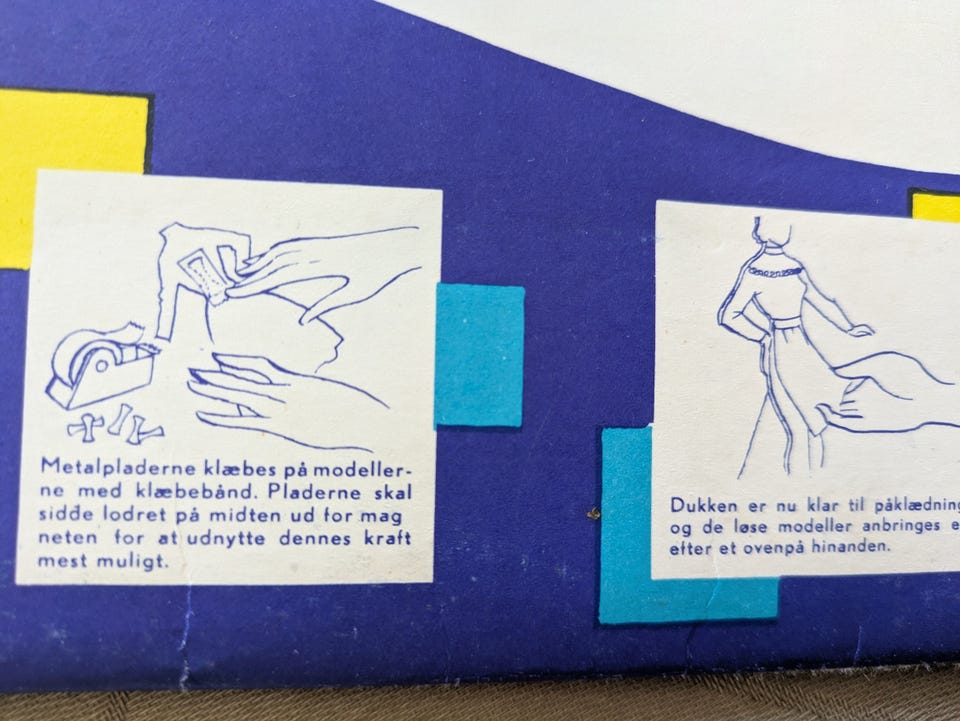 Metalpladerne klæbes på modeller-
ne med klæbebånd. Pladerne skal
sidde lodret på midten ud for mag
neten for at udnytte dennes kraft
mest muligt.
Dukken er nu klar til påklædning
og de løse modeller anbringes
efter et ovenpå hinanden.